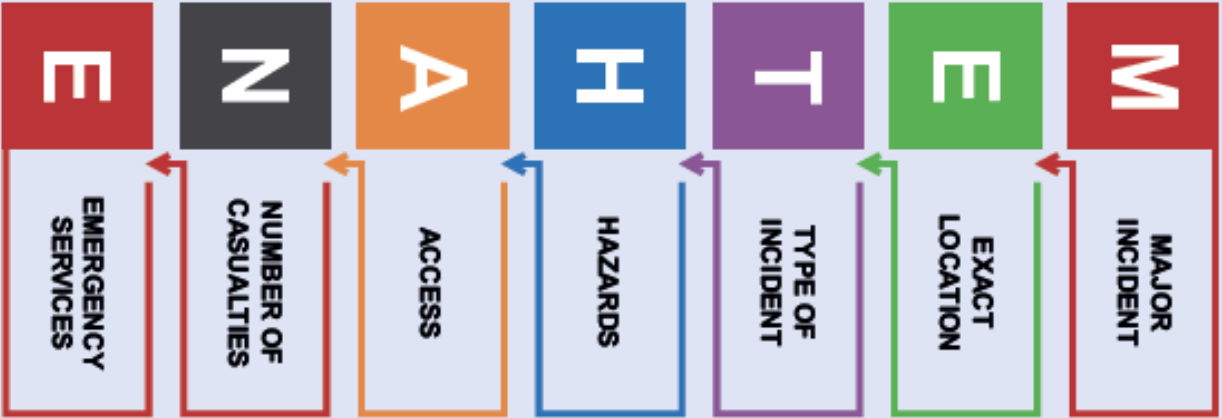 M
MAJOR
INCIDENT
E
EXACT
LOCATION
T
TYPE OF
INCIDENT
H
HAZARDS
A
ACCESS
N
NUMBER OF
CASUALTIES
E
EMERGENCY
SERVICES